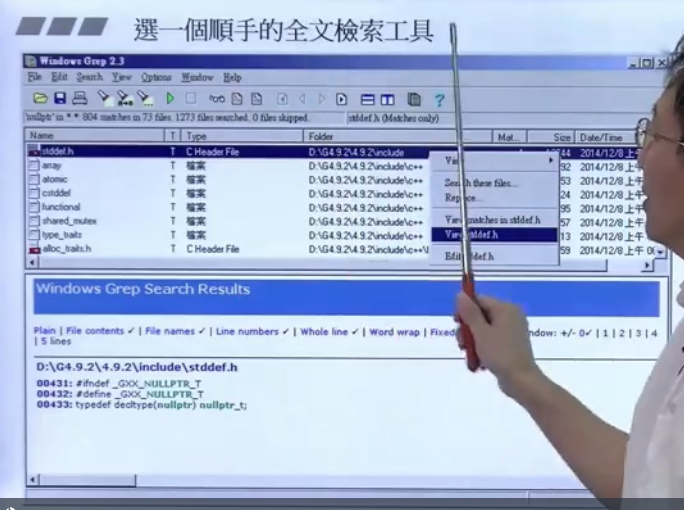 選一個順手的全文檢索工具
Windows Grep 2.3
File Edit Search View Options Window Help
'nullptr' in *.*: 804 matches in 73 files. 1273 files searched. 0 files skipped. stddef.h (Matches only)
Name T Type Folder Mat... Size Date/Time
stddef.h T C Header File D:\G4.9.2\4.9.2\include 44 2014/12/8 上午
array T 檔案 D:\G4.9.2\4.9.2\include\c++ 92 2014/12/8 上午
atomic T 檔案 D:\G4.9.2\4.9.2\include\c++ 53 2014/12/8 上午
cstddef T 檔案 D:\G4.9.2\4.9.2\include\c++ 24 2014/12/8 上午
functional T 檔案 D:\G4.9.2\4.9.2\include\c++ 95 2014/12/8 上午
shared_mutex T 檔案 D:\G4.9.2\4.9.2\include\c++ 57 2014/12/8 上午
type_traits T 檔案 D:\G4.9.2\4.9.2\include\c++ 13 2014/12/8 上午
alloc_traits.h T C Header File D:\G4.9.2\4.9.2\include\c++\ 59 2014/12/8 上午
Search these files...
Replace...
View matches in stddef.h
View stddef.h
Edit stddef.h
Windows Grep Search Results
Plain | File contents ✓ | File names ✓ | Line numbers ✓ | Whole line ✓ | Word wrap | Fixed ndow: +/- 0✓ | 1 | 2 | 3 | 4
| 5 lines
D:\G4.9.2\4.9.2\include\stddef.h
00431: #ifndef _GXX_NULLPTR_T
00432: #define _GXX_NULLPTR_T
00433: typedef decltype(nullptr) nullptr_t;